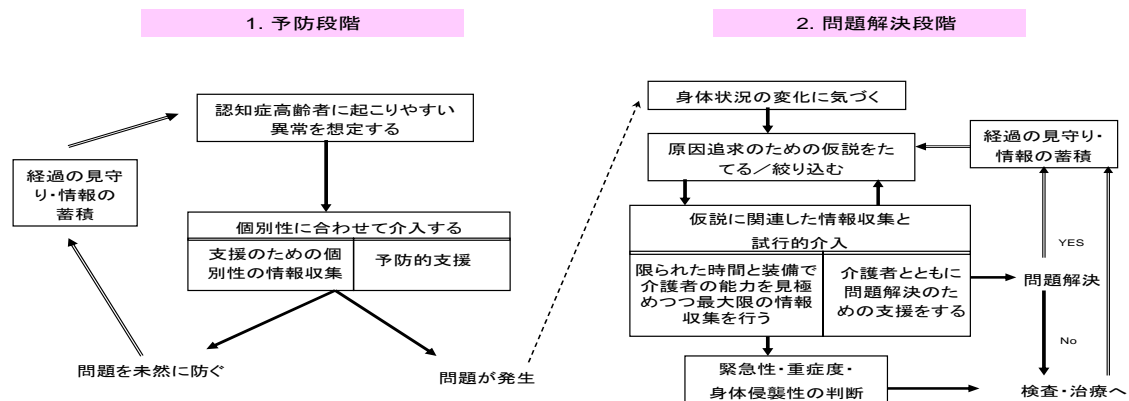 1. 予防段階
認知症高齢者に起こりやすい
異常を想定する
経過の見守
り・情報の
蓄積
個別性に合わせて介入する
支援のための個
別性の情報収集
予防的支援
問題を未然に防ぐ
問題が発生
2. 問題解決段階
身体状況の変化に気づく
原因追求のための仮説をた
てる／絞り込む
経過の見守り・
情報の蓄積
仮説に関連した情報収集と
試行的介入
限られた時間と装備で
介護者の能力を見極
めつつ最大限の情報
収集を行う
介護者とともに
問題解決のた
めの支援をする
YES
問題解決
No
緊急性・重症度・
身体侵襲性の判断
検査・治療へ